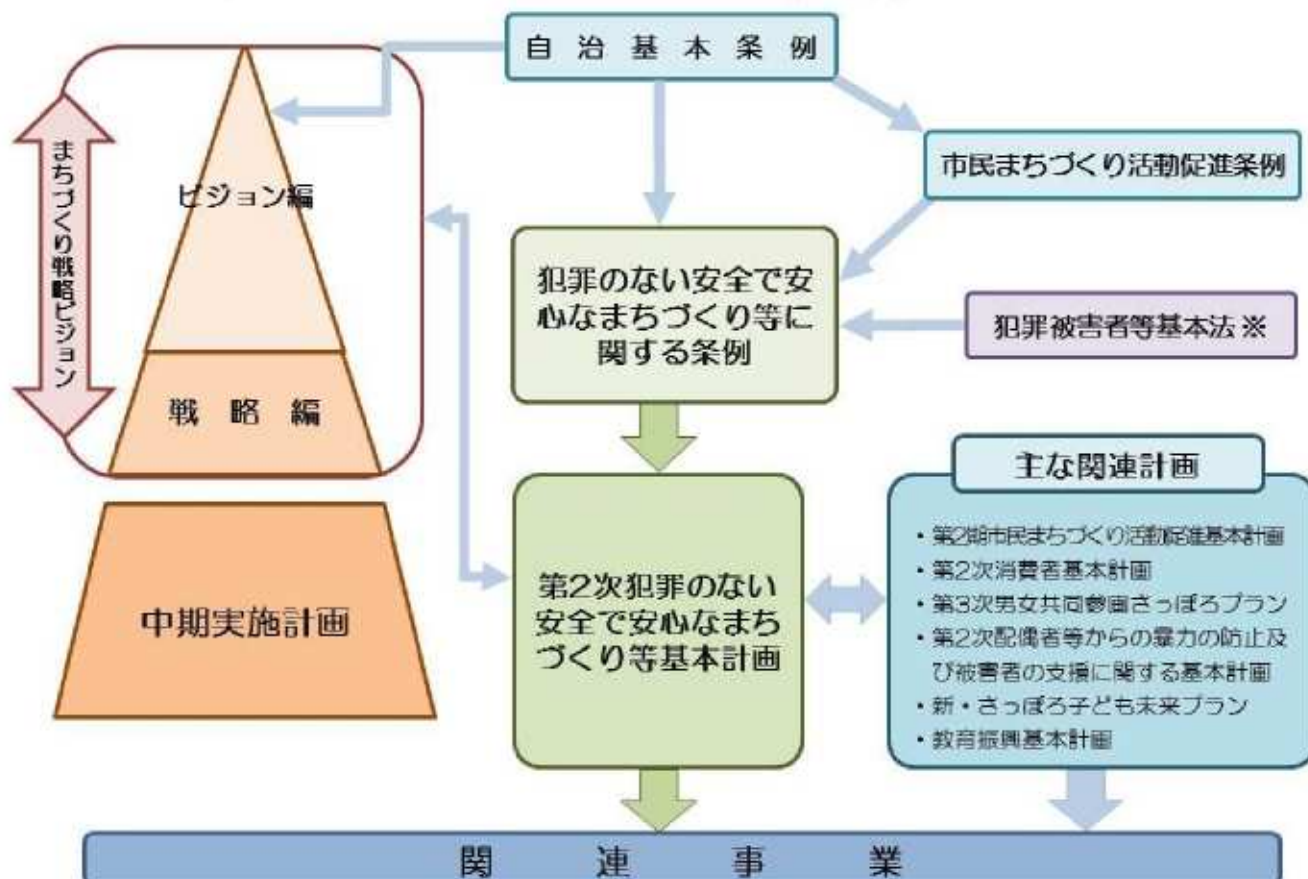 自治基本条例
まちづくり戦略ビジョン
ビジョン編
戦略編
中期実施計画
市民まちづくり活動促進条例
犯罪のない安全で安
心なまちづくり等に
関する条例
犯罪被害者等基本法※
第2次犯罪のない
安全で安心なまち
づくり等基本計画
主な関連計画
・第2期市民まちづくり活動促進基本計画
・第2次消費者基本計画
・第3次男女共同参画さっぽろプラン
・第2次配偶者等からの暴力の防止及
び被害者の支援に関する基本計画
・新・さっぽろ子ども未来プラン
・教育振興基本計画
関連事業